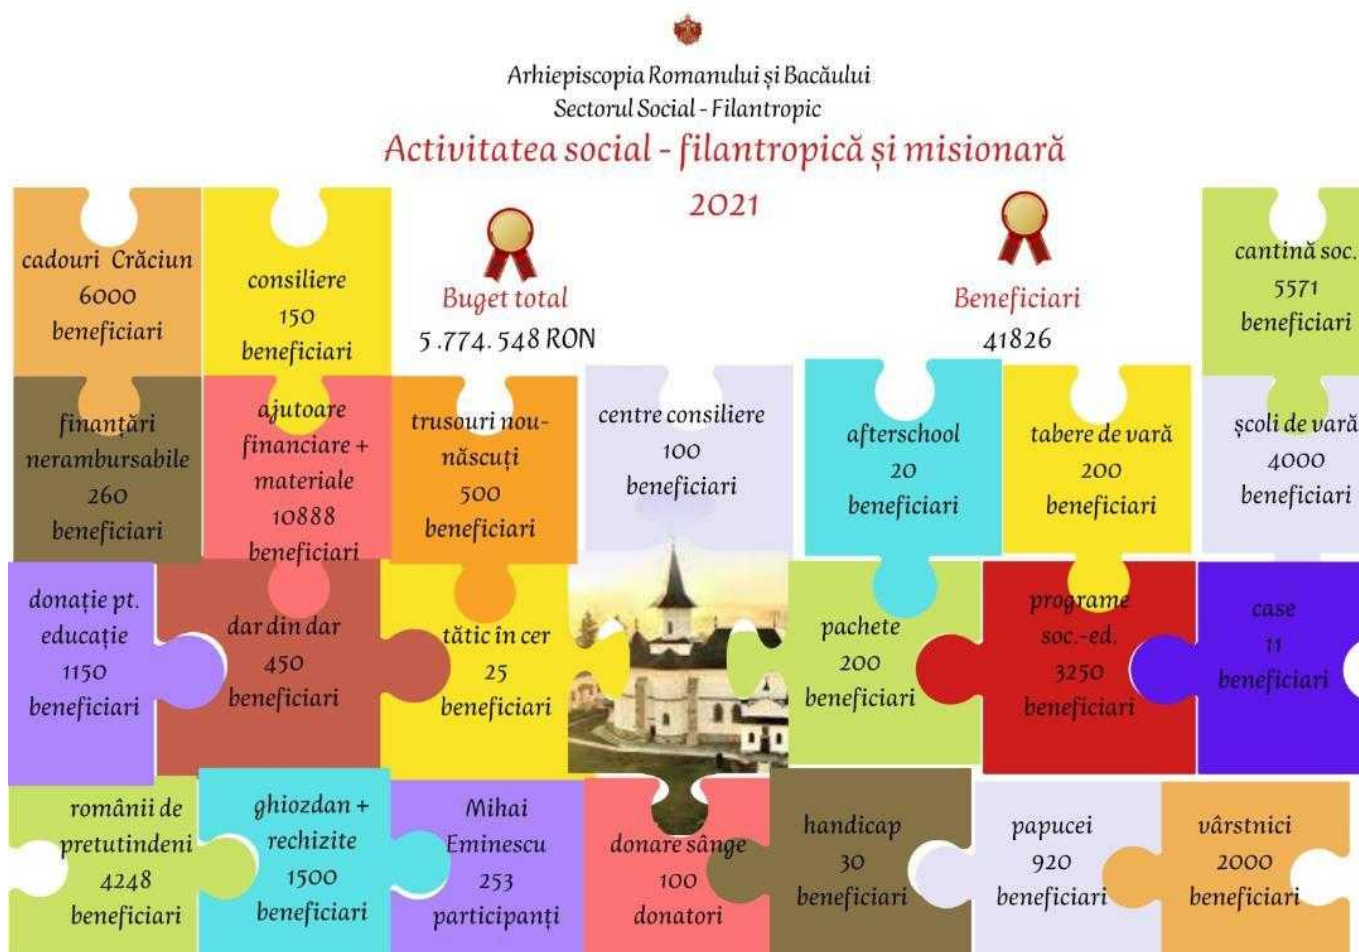 Arhiepiscopia Romanului și Bacăului
Sectorul Social - Filantropic
Activitatea social - filantropică și misionară
2021
cadouri Crăciun
6000
beneficiari
consiliere
150
beneficiari
Buget total
5 .774. 548 RON
Beneficiari
41826
cantină soc.
5571
beneficiari
finanțări
nerambursabile
260
beneficiari
ajutoare
financiare +
materiale
10888
beneficiari
trusouri nou-
născuți
500
beneficiari
centre consiliere
100
beneficiari
afterschool
20
beneficiari
tabere de vară
200
beneficiari
școli de vară
4000
beneficiari
donație pt.
educație
1150
beneficiari
dar din dar
450
beneficiari
tătic în cer
25
beneficiari
pachete
200
beneficiari
programe
soc.-ed.
3250
beneficiari
case
11
beneficiari
românii de
pretutindeni
4248
beneficiari
ghiozdan +
rechizite
1500
beneficiari
Mihai
Eminescu
253
participanți
donare sânge
100
donatori
handicap
30
beneficiari
papucei
920
beneficiari
vârstnici
2000
beneficiari